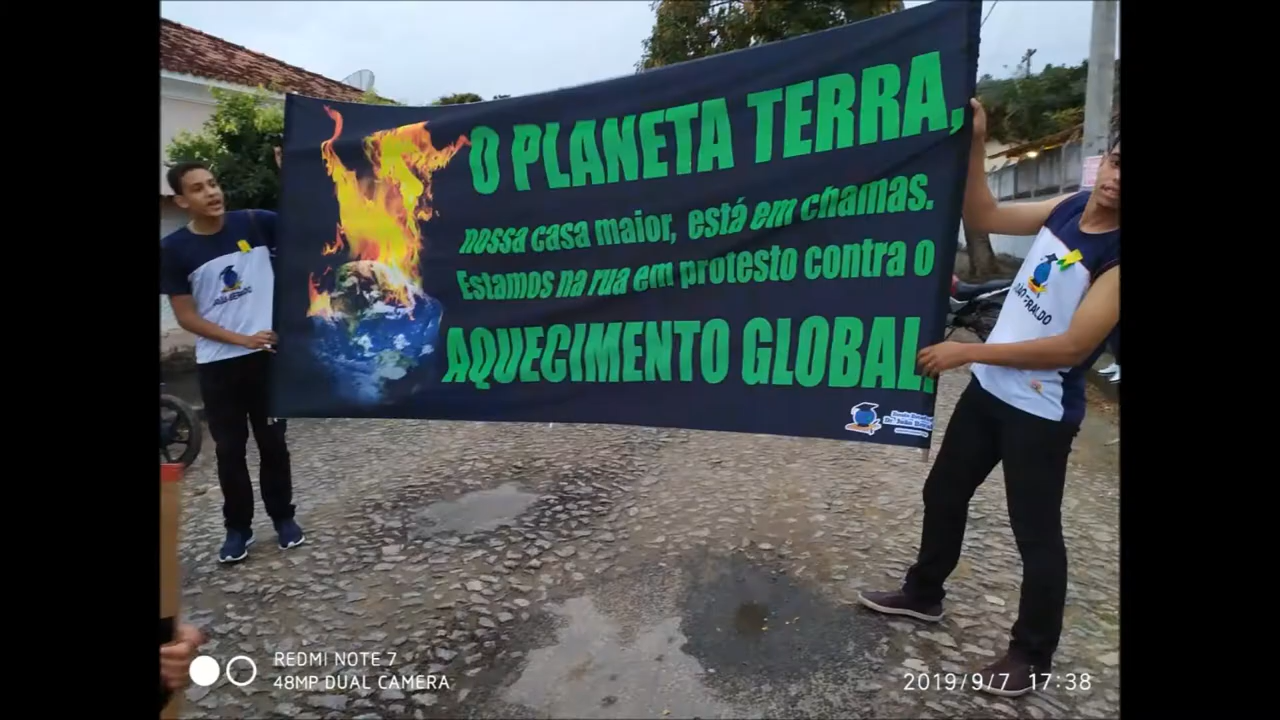 O PLANETA TERRA,
nossa casa maior, está em chamas.
Estamos na rua em protesto contra o
AQUECIMENTO GLOBAL.
REDMI NOTE 7
48MP DUAL CAMERA
2019/9/7 17:38